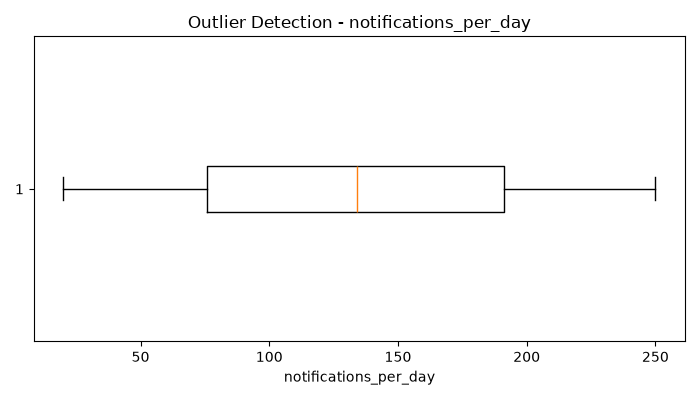 Outlier Detection - notifications_per_day
1
50 100 150 200 250
notifications_per_day